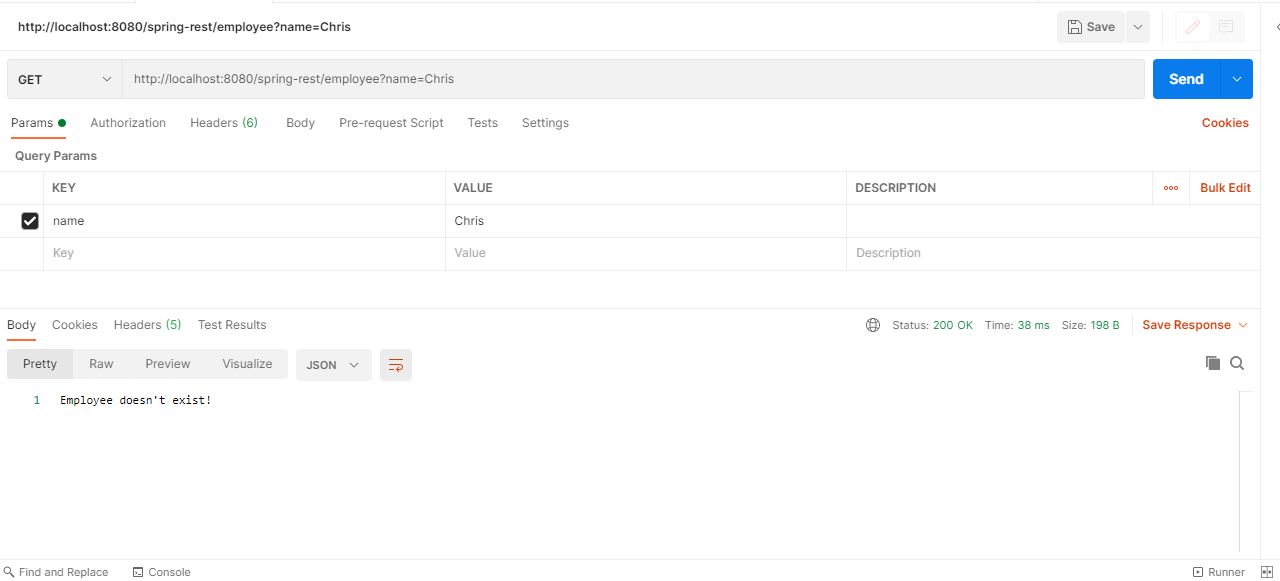 http://localhost:8080/spring-rest/employee?name=Chris Save
GET http://localhost:8080/spring-rest/employee?name=Chris Send
Params Authorization Headers (6) Body Pre-request Script Tests Settings Cookies
Query Params
KEY VALUE DESCRIPTION Bulk Edit
name Chris
Key Value Description
Body Cookies Headers (5) Test Results Status: 200 OK Time: 38 ms Size: 198 B Save Response
Pretty Raw Preview Visualize JSON
1 Employee doesn't exist!
Find and Replace Console Runner